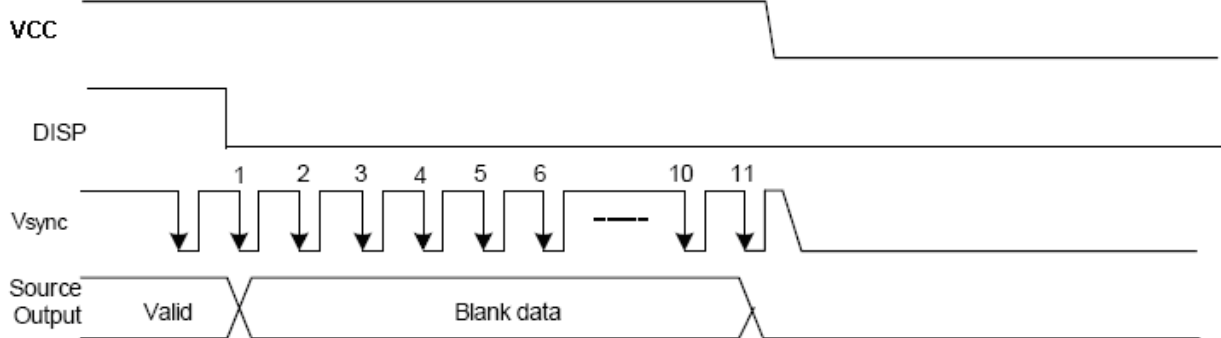 VCC
DISP
1 2 3 4 5 6 10 11
Vsync
Source
Output
Valid
Blank data